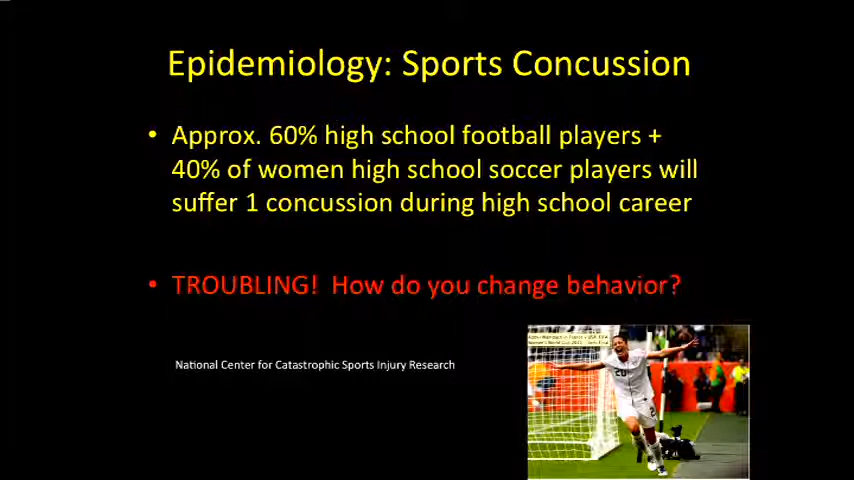 Epidemiology: Sports Concussion
• Approx. 60% high school football players +
40% of women high school soccer players will
suffer 1 concussion during high school career
• TROUBLING!  How do you change behavior?
National Center for Catastrophic Sports Injury Research
20